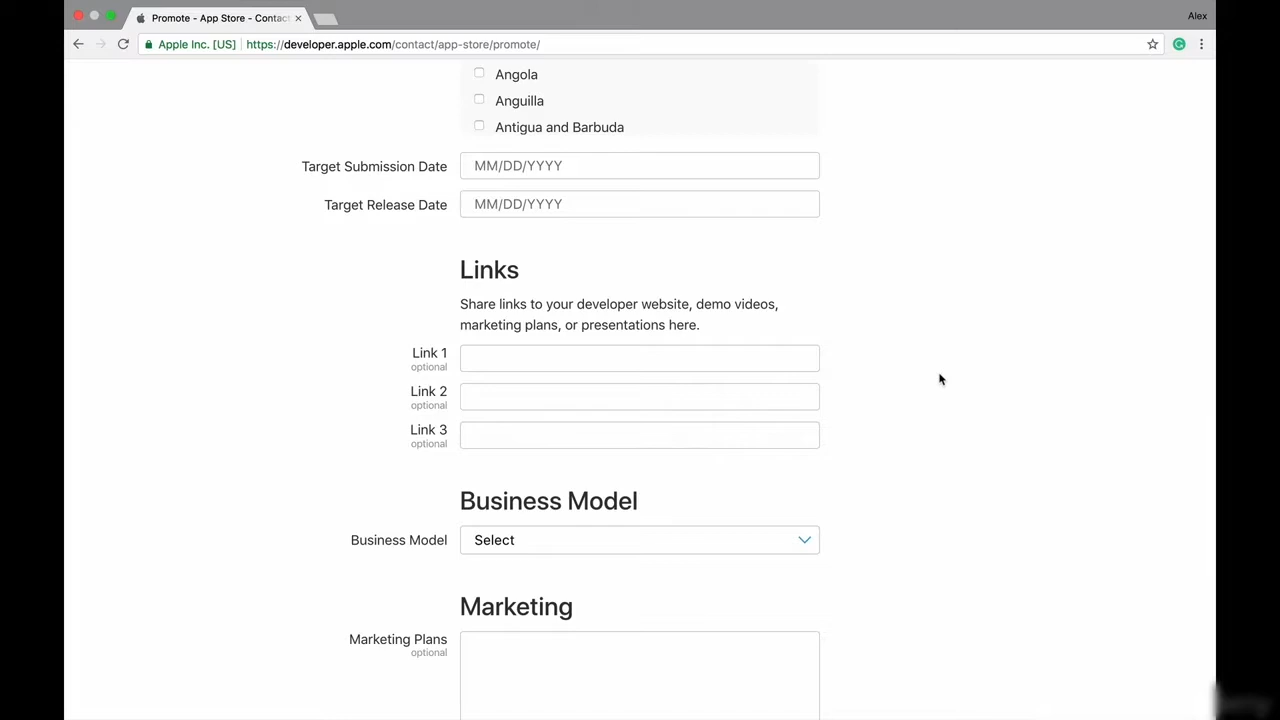 Promote - App Store - Contact
Alex
Apple Inc. [US]
https://developer.apple.com/contact/app-store/promote/
Angola
Anguilla
Antigua and Barbuda
Target Submission Date
MM/DD/YYYY
Target Release Date
MM/DD/YYYY
Links
Share links to your developer website, demo videos,
marketing plans, or presentations here.
Link 1
optional
Link 2
optional
Link 3
optional
Business Model
Business Model
Select
Marketing
Marketing Plans
optional